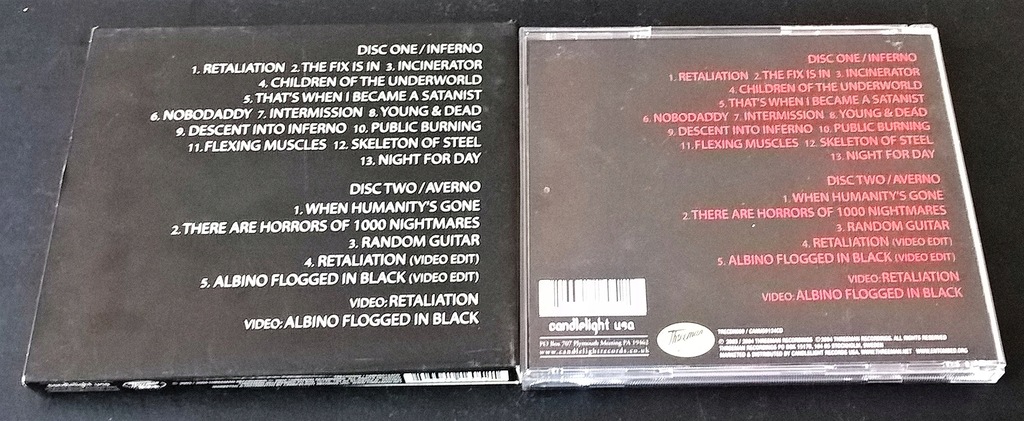 DISC ONE/INFERNO
1. RETALIATION 2. THE FIX IS IN 3. INCINERATOR
4. CHILDREN OF THE UNDERWORLD
5. THAT'S WHEN I BECAME A SATANIST
6. NOBODADDY 7. INTERMISSION 8. YOUNG & DEAD
9. DESCENT INTO INFERNO 10. PUBLIC BURNING
11. FLEXING MUSCLES 12. SKELETON OF STEEL
13. NIGHT FOR DAY
DISC TWO/AVERNO
1. WHEN HUMANITY'S GONE
2. THERE ARE HORRORS OF 1000 NIGHTMARES
3. RANDOM GUITAR
4. RETALIATION (VIDEO EDIT)
5. ALBINO FLOGGED IN BLACK (VIDEO EDIT)
VIDEO: RETALIATION
VIDEO: ALBINO FLOGGED IN BLACK
candlelight usa
DISC ONE/INFERNO
1. RETALIATION 2. THE FIX IS IN 3. INCINERATOR
4. CHILDREN OF THE UNDERWORLD
5. THAT'S WHEN I BECAME A SATANIST
6. NOBODADDY 7. INTERMISSION 8. YOUNG & DEAD
9. DESCENT INTO INFERNO 10. PUBLIC BURNING
11. FLEXING MUSCLES 12. SKELETON OF STEEL
13. NIGHT FOR DAY
DISC TWO/AVERNO
1. WHEN HUMANITY'S GONE
2. THERE ARE HORRORS OF 1000 NIGHTMARES
3. RANDOM GUITAR
4. RETALIATION (VIDEO EDIT)
5. ALBINO FLOGGED IN BLACK (VIDEO EDIT)
VIDEO: RETALIATION
VIDEO: ALBINO FLOGGED IN BLACK
candlelight usa
PO Box 707 Plymouth Meeting PA 19462
www.candlelightrecords.co.uk